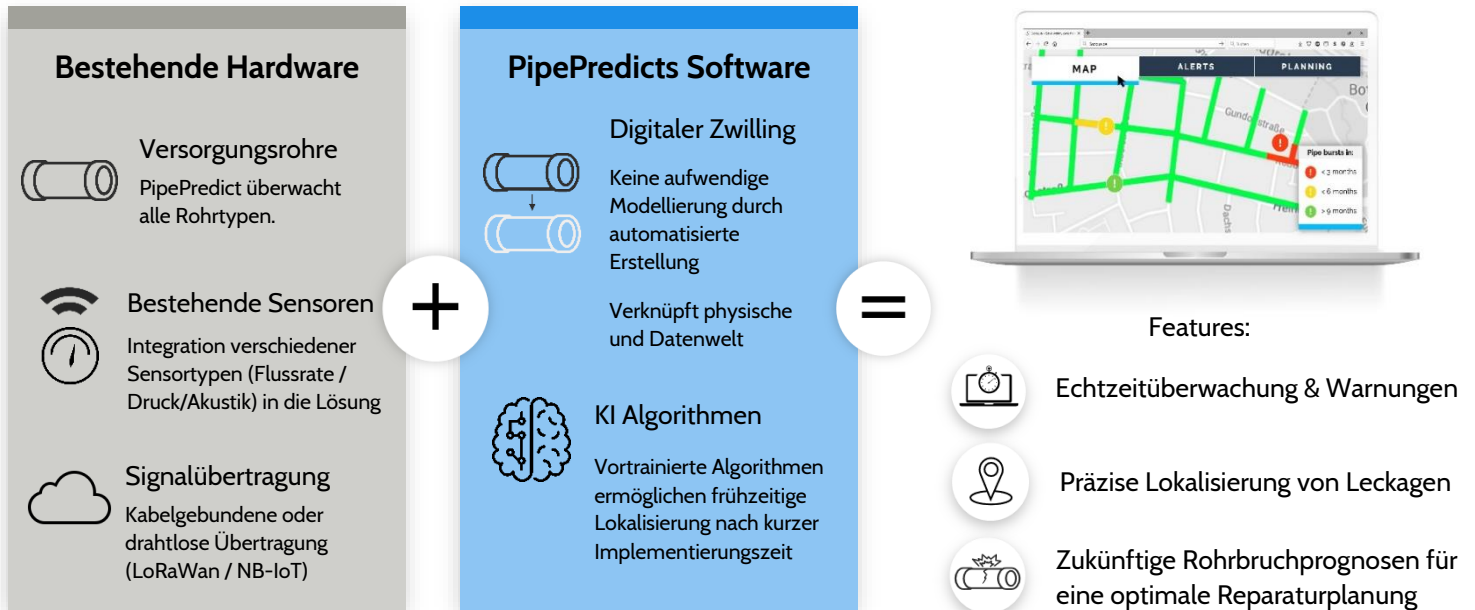 Bestehende Hardware
Versorgungsrohre
PipePredict überwacht
alle Rohrtypen.
Bestehende Sensoren
Integration verschiedener
Sensortypen (Flussrate /
Druck/Akustik) in die Lösung
Signalübertragung
Kabelgebundene oder
drahtlose Übertragung
(LoRaWan / NB-IoT)
+
PipePredicts Software
Digitaler Zwilling
Keine aufwendige
Modellierung durch
automatisierte
Erstellung
Verknüpft physische
und Datenwelt
KI Algorithmen
Vortrainierte Algorithmen
ermöglichen frühzeitige
Lokalisierung nach kurzer
Implementierungszeit
=
MAP
ALERTS
PLANNING
Pipe bursts in:
! < 3 months
! < 6 months
! > 9 months
Dachs
Features:
Echtzeitüberwachung & Warnungen
Präzise Lokalisierung von Leckagen
Zukünftige Rohrbruchprognosen für
eine optimale Reparaturplanung